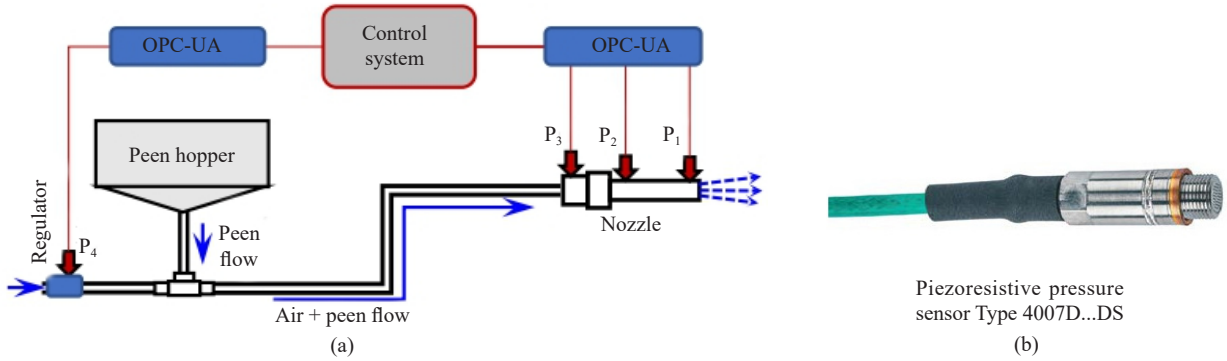 OPC-UA
Control
system
OPC-UA
P3
P2
P1
Peen hopper
Regulator
P4
Peen
flow
Nozzle
Air + peen flow
(a)
Piezoresistive pressure
sensor Type 4007D...DS
(b)